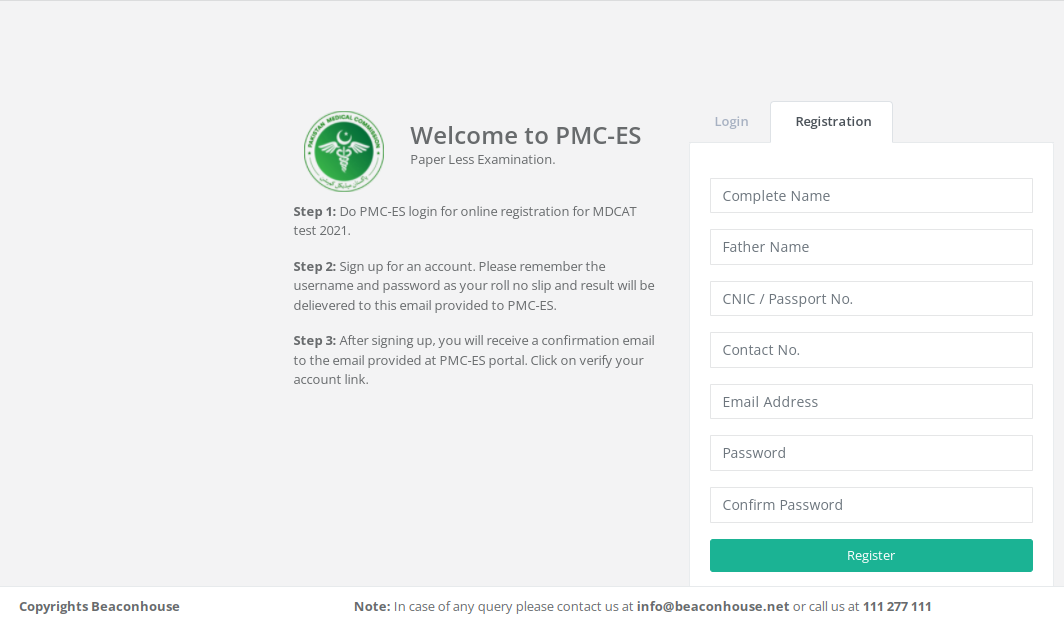 PAKISTAN MEDICAL COMMISSION
Welcome to PMC-ES
Paper Less Examination.
Step 1: Do PMC-ES login for online registration for MDCAT
test 2021.
Step 2: Sign up for an account. Please remember the
username and password as your roll no slip and result will be
delievered to this email provided to PMC-ES.
Step 3: After signing up, you will receive a confirmation email
to the email provided at PMC-ES portal. Click on verify your
account link.
Login
Registration
Complete Name
Father Name
CNIC / Passport No.
Contact No.
Email Address
Password
Confirm Password
Register
Copyrights Beaconhouse
Note: In case of any query please contact us at info@beaconhouse.net or call us at 111 277 111